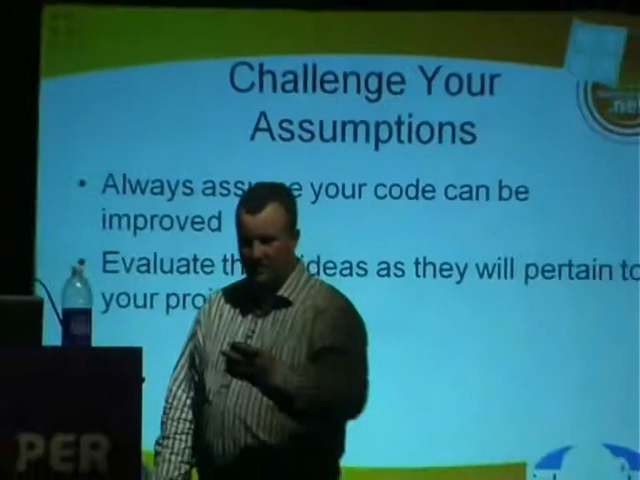 Challenge Your
Assumptions
.net
• Always assu e your code can be
improved
• Evaluate th ideas as they will pertain to
your pro
PER